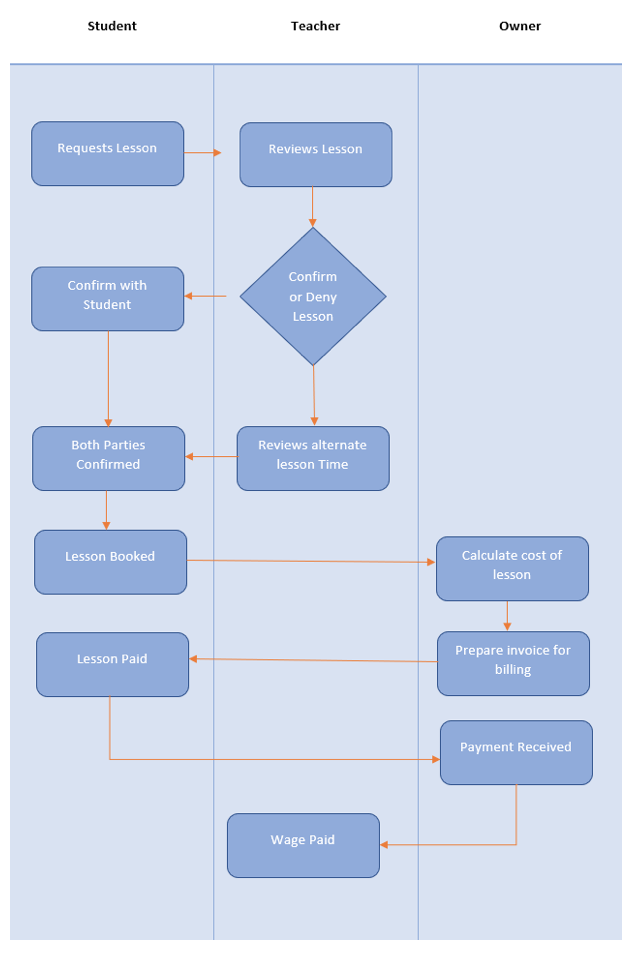 Student
Teacher
Owner
Requests Lesson
Reviews Lesson
Confirm
or Deny
Lesson
Confirm with
Student
Both Parties
Confirmed
Reviews alternate
lesson Time
Lesson Booked
Calculate cost of
lesson
Lesson Paid
Prepare invoice for
billing
Payment Received
Wage Paid